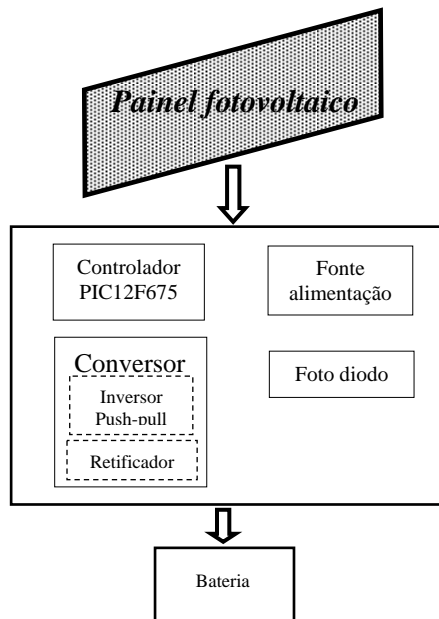 Painel fotovoltaico
Controlador
PIC12F675
Fonte
alimentação
Conversor
Inversor
Push-pull
Retificador
Foto diodo
Bateria